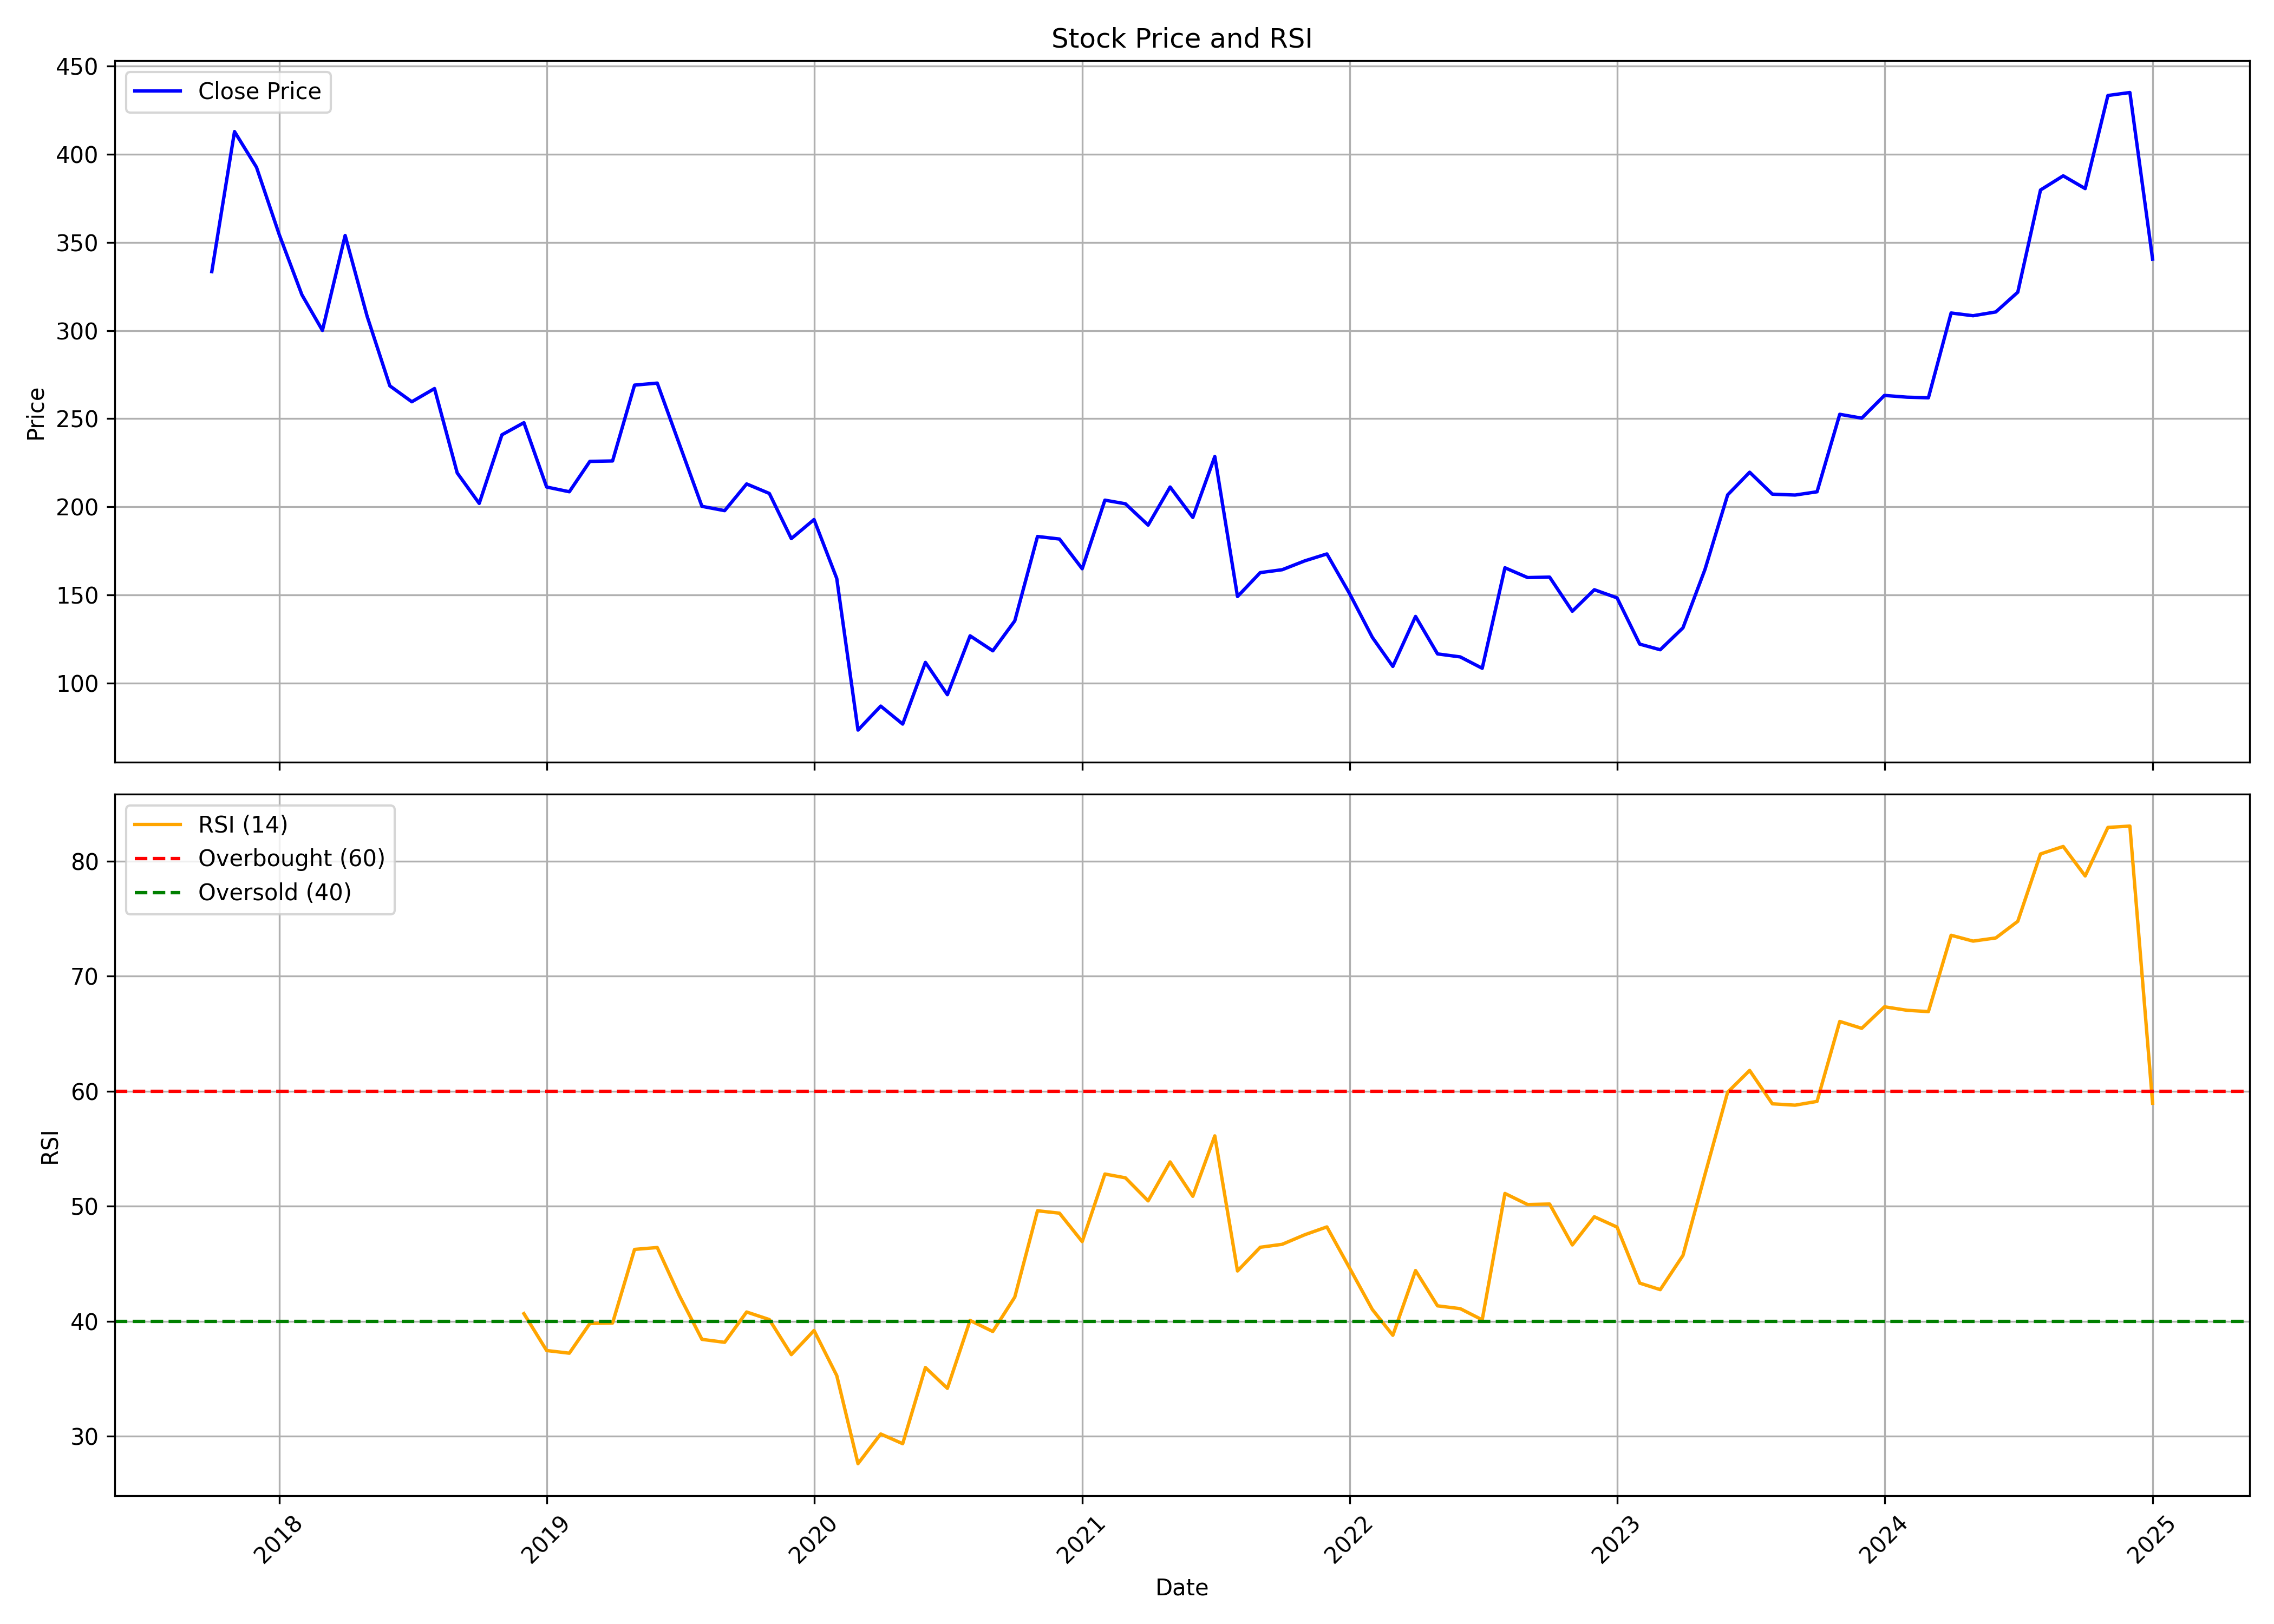 Stock Price and RSI
450
400
350
300
250
200
150
100
Price
Close Price
80
70
60
50
40
30
RSI
RSI (14)
Overbought (60)
Oversold (40)
2018
2019
2020
2021
2022
2023
2024
2025
Date